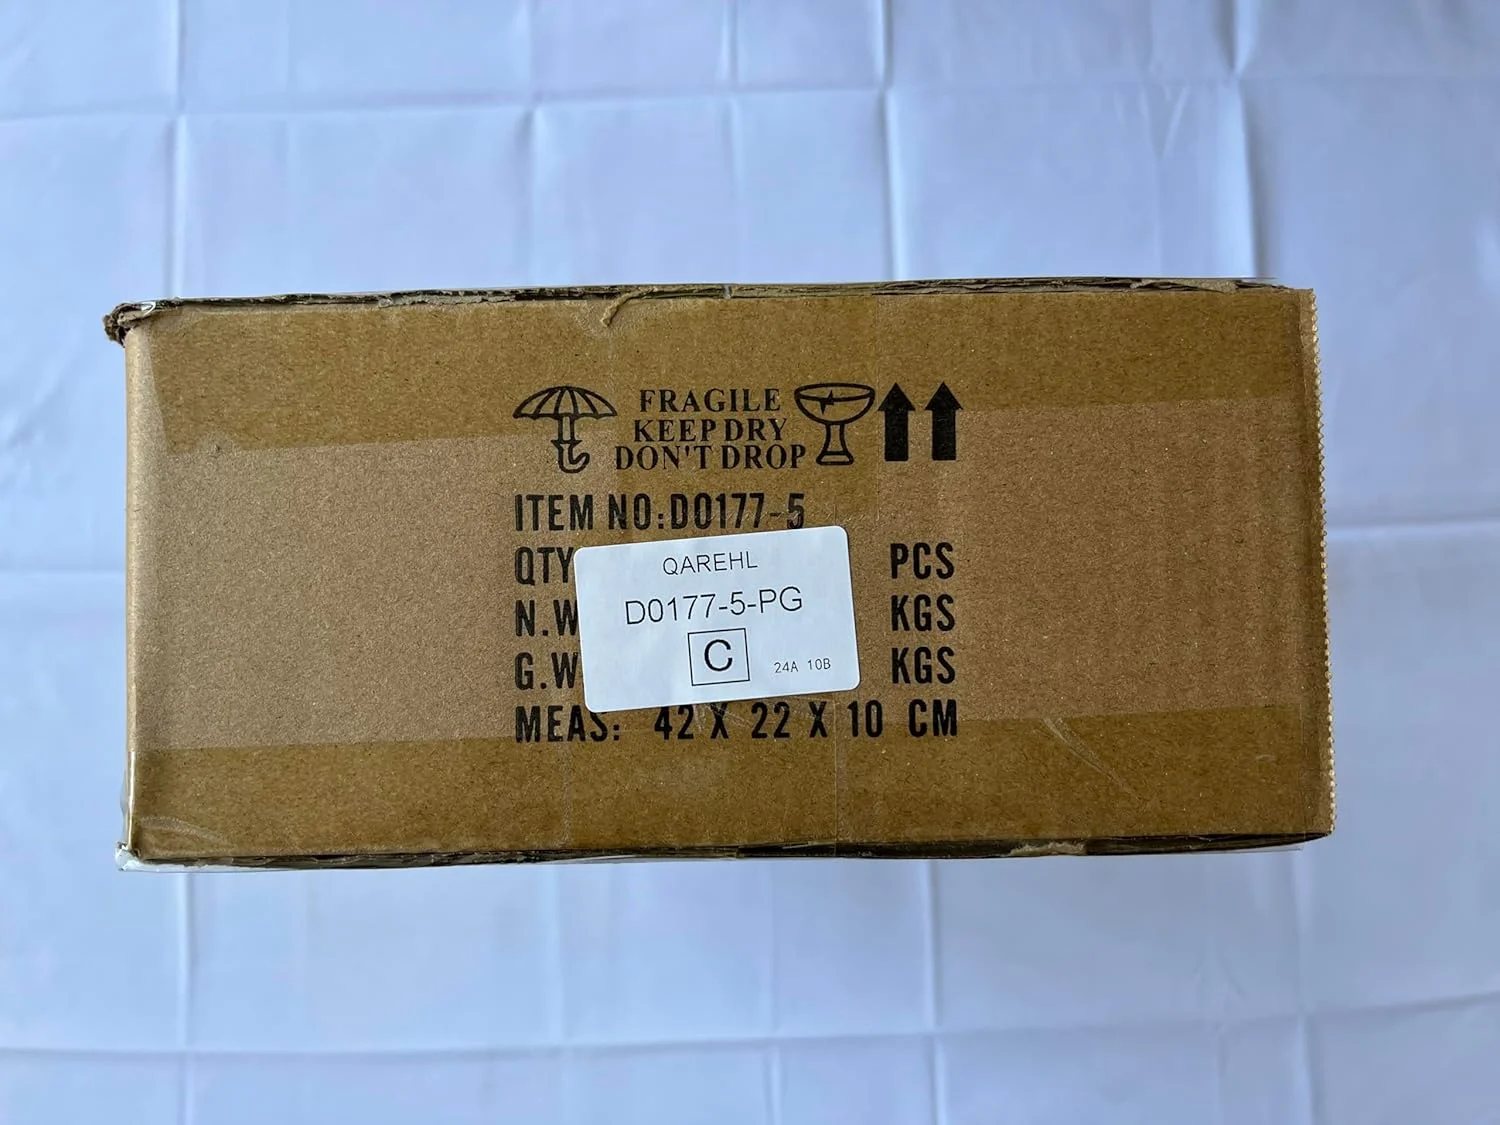 FRAGILE
KEEP DRY
DON'T DROP
ITEM NO:D0177-5
QTY PCS
N.W KGS
G.W KGS
MEAS: 42 X 22 X 10 CM
QAREHL
D0177-5-PG
C
24A 10B